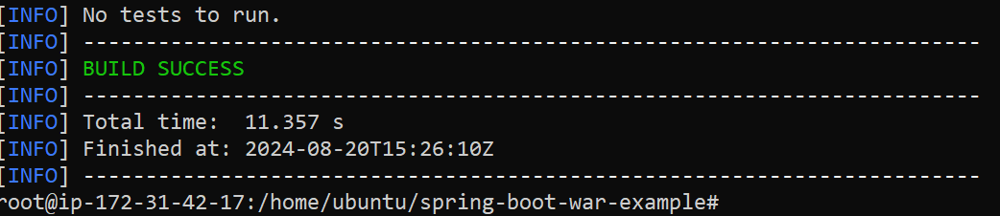 [INFO] No tests to run.
[INFO] ------------------------------------------------------------------------
[INFO] BUILD SUCCESS
[INFO] ------------------------------------------------------------------------
[INFO] Total time:  11.357 s
[INFO] Finished at: 2024-08-20T15:26:10Z
[INFO] ------------------------------------------------------------------------
root@ip-172-31-42-17:/home/ubuntu/spring-boot-war-example#